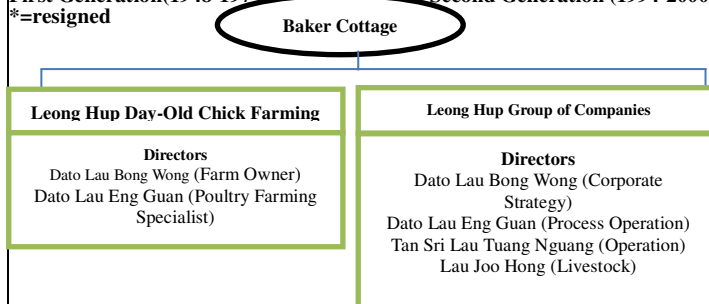 *=resigned
Baker Cottage
Leong Hup Day-Old Chick Farming
Directors
Dato Lau Bong Wong (Farm Owner)
Dato Lau Eng Guan (Poultry Farming
Specialist)
Leong Hup Group of Companies
Directors
Dato Lau Bong Wong (Corporate
Strategy)
Dato Lau Eng Guan (Process Operation)
Tan Sri Lau Tuang Nguang (Operation)
Lau Joo Hong (Livestock)